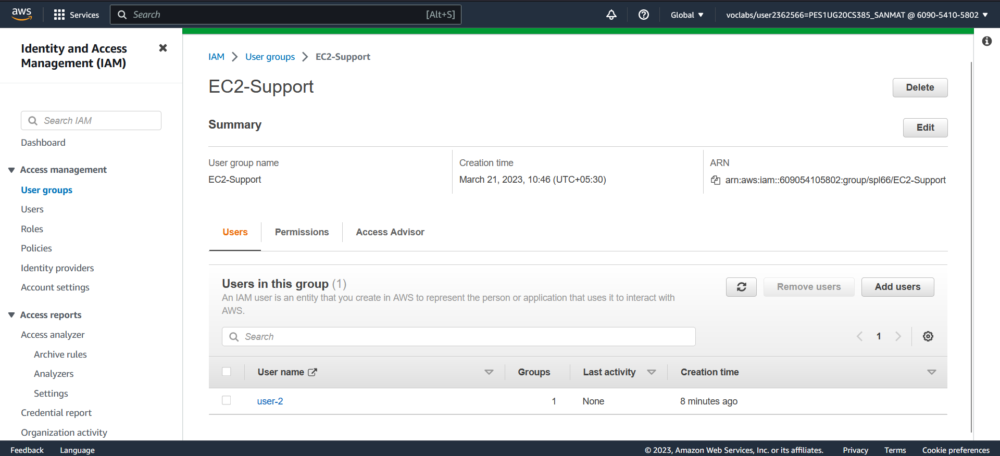 aws
Services
Search [Alt+S]
Global
voclabs/user2362566=PES1UG20CS385_SANMAT @ 6090-5410-5802
Identity and Access
Management (IAM)
Search IAM
Dashboard
Access management
User groups
Users
Roles
Policies
Identity providers
Account settings
Access reports
Access analyzer
Archive rules
Analyzers
Settings
Credential report
Organization activity
IAM > User groups > EC2-Support
EC2-Support
Delete
Summary
Edit
User group name
EC2-Support
Creation time
March 21, 2023, 10:46 (UTC+05:30)
ARN
arn:aws:iam::609054105802:group/spl66/EC2-Support
Users
Permissions
Access Advisor
Users in this group (1)
An IAM user is an entity that you create in AWS to represent the person or application that uses it to interact with
AWS.
Remove users
Add users
Search
1
User name Groups Last activity Creation time
user-2 1 None 8 minutes ago
Feedback Language © 2023, Amazon Web Services, Inc. or its affiliates. Privacy Terms Cookie preferences